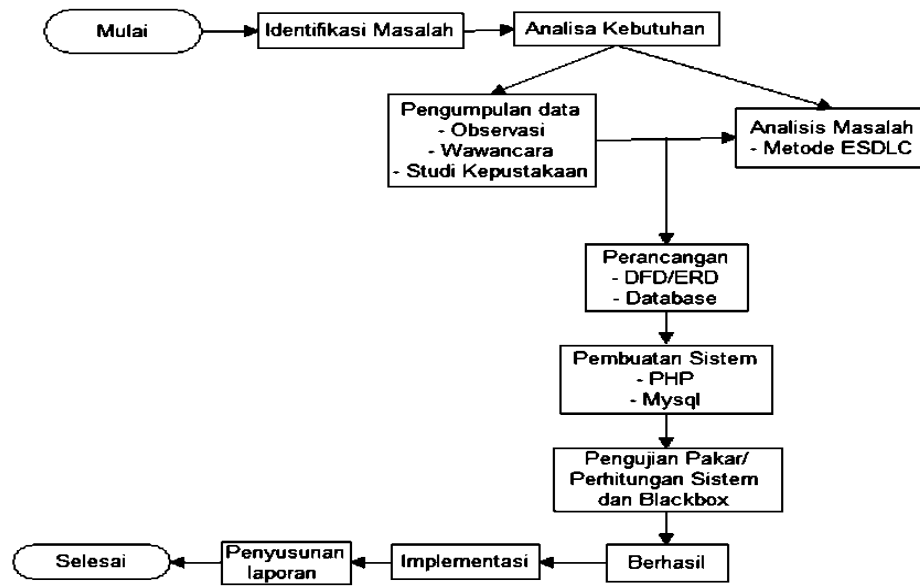 Mulai
Identifikasi Masalah
Analisa Kebutuhan
Pengumpulan data
- Observasi
- Wawancara
- Studi Kepustakaan
Analisis Masalah
- Metode ESDLC
Perancangan
- DFD/ERD
- Database
Pembuatan Sistem
- PHP
- Mysql
Pengujian Pakar/
Perhitungan Sistem
dan Blackbox
Berhasil
Implementasi
Penyusunan
laporan
Selesai